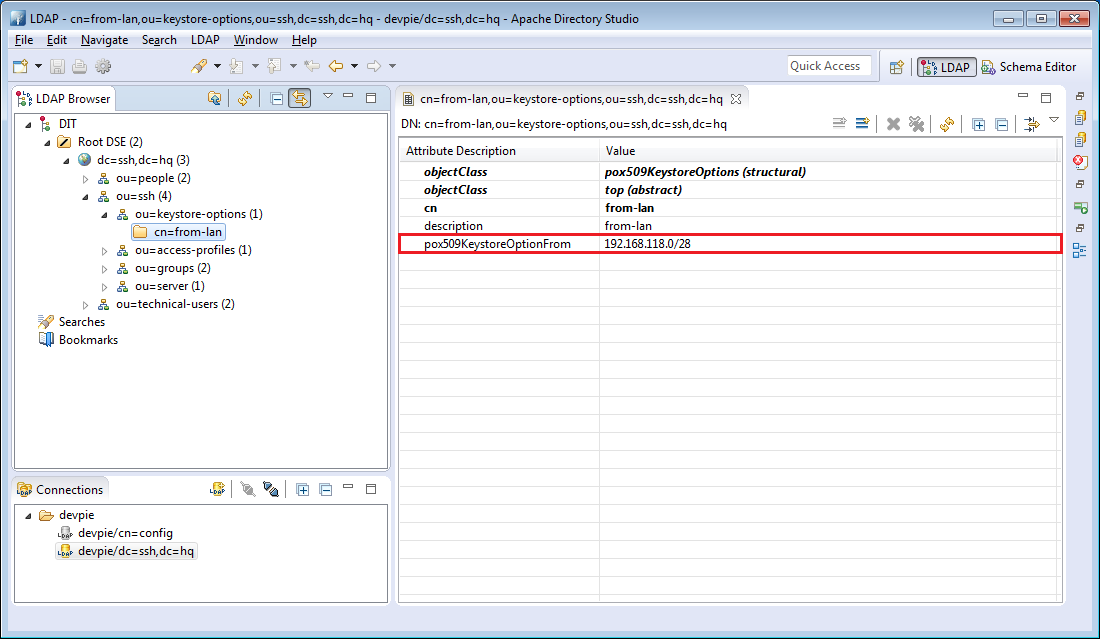 LDAP - cn=from-lan,ou=keystore-options,ou=ssh,dc=ssh,dc=hq - devpie/dc=ssh,dc=hq - Apache Directory Studio
File Edit Navigate Search LDAP Window Help
Quick Access LDAP Schema Editor
LDAP Browser
DIT
Root DSE (2)
dc=ssh,dc=hq (3)
ou=people (2)
ou=ssh (4)
ou=keystore-options (1)
cn=from-lan
ou=access-profiles (1)
ou=groups (2)
ou=server (1)
ou=technical-users (2)
Searches
Bookmarks
Connections
devpie
devpie/cn=config
devpie/dc=ssh,dc=hq
cn=from-lan,ou=keystore-options,ou=ssh,dc=ssh,dc=hq
DN: cn=from-lan,ou=keystore-options,ou=ssh,dc=ssh,dc=hq
Attribute Description Value
objectClass pox509KeystoreOptions (structural)
objectClass top (abstract)
cn from-lan
description from-lan
pox509KeystoreOptionFrom 192.168.118.0/28